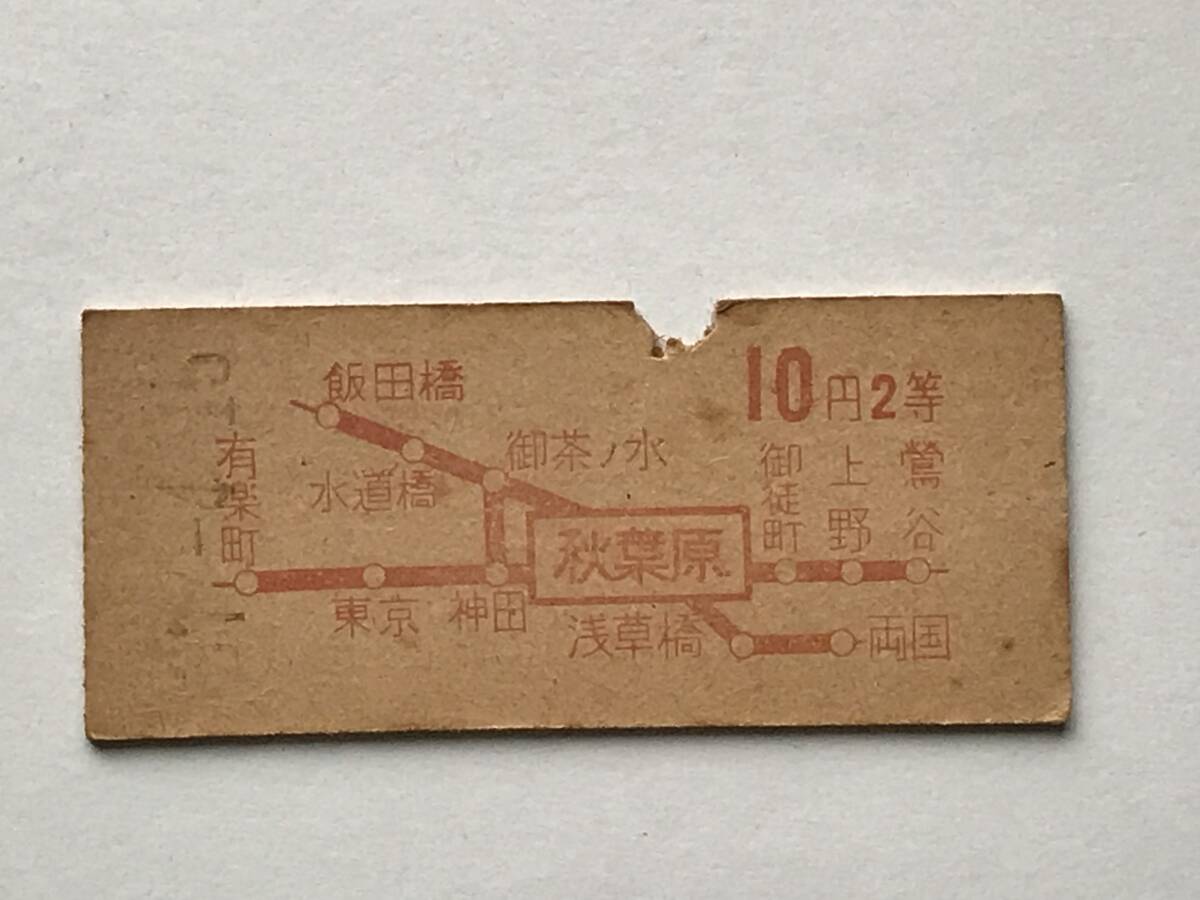 飯田橋
10円2等
有楽町
水道橋
御茶ノ水
御徒町
上野
鶯谷
秋葉原
東京
神田
浅草橋
両国